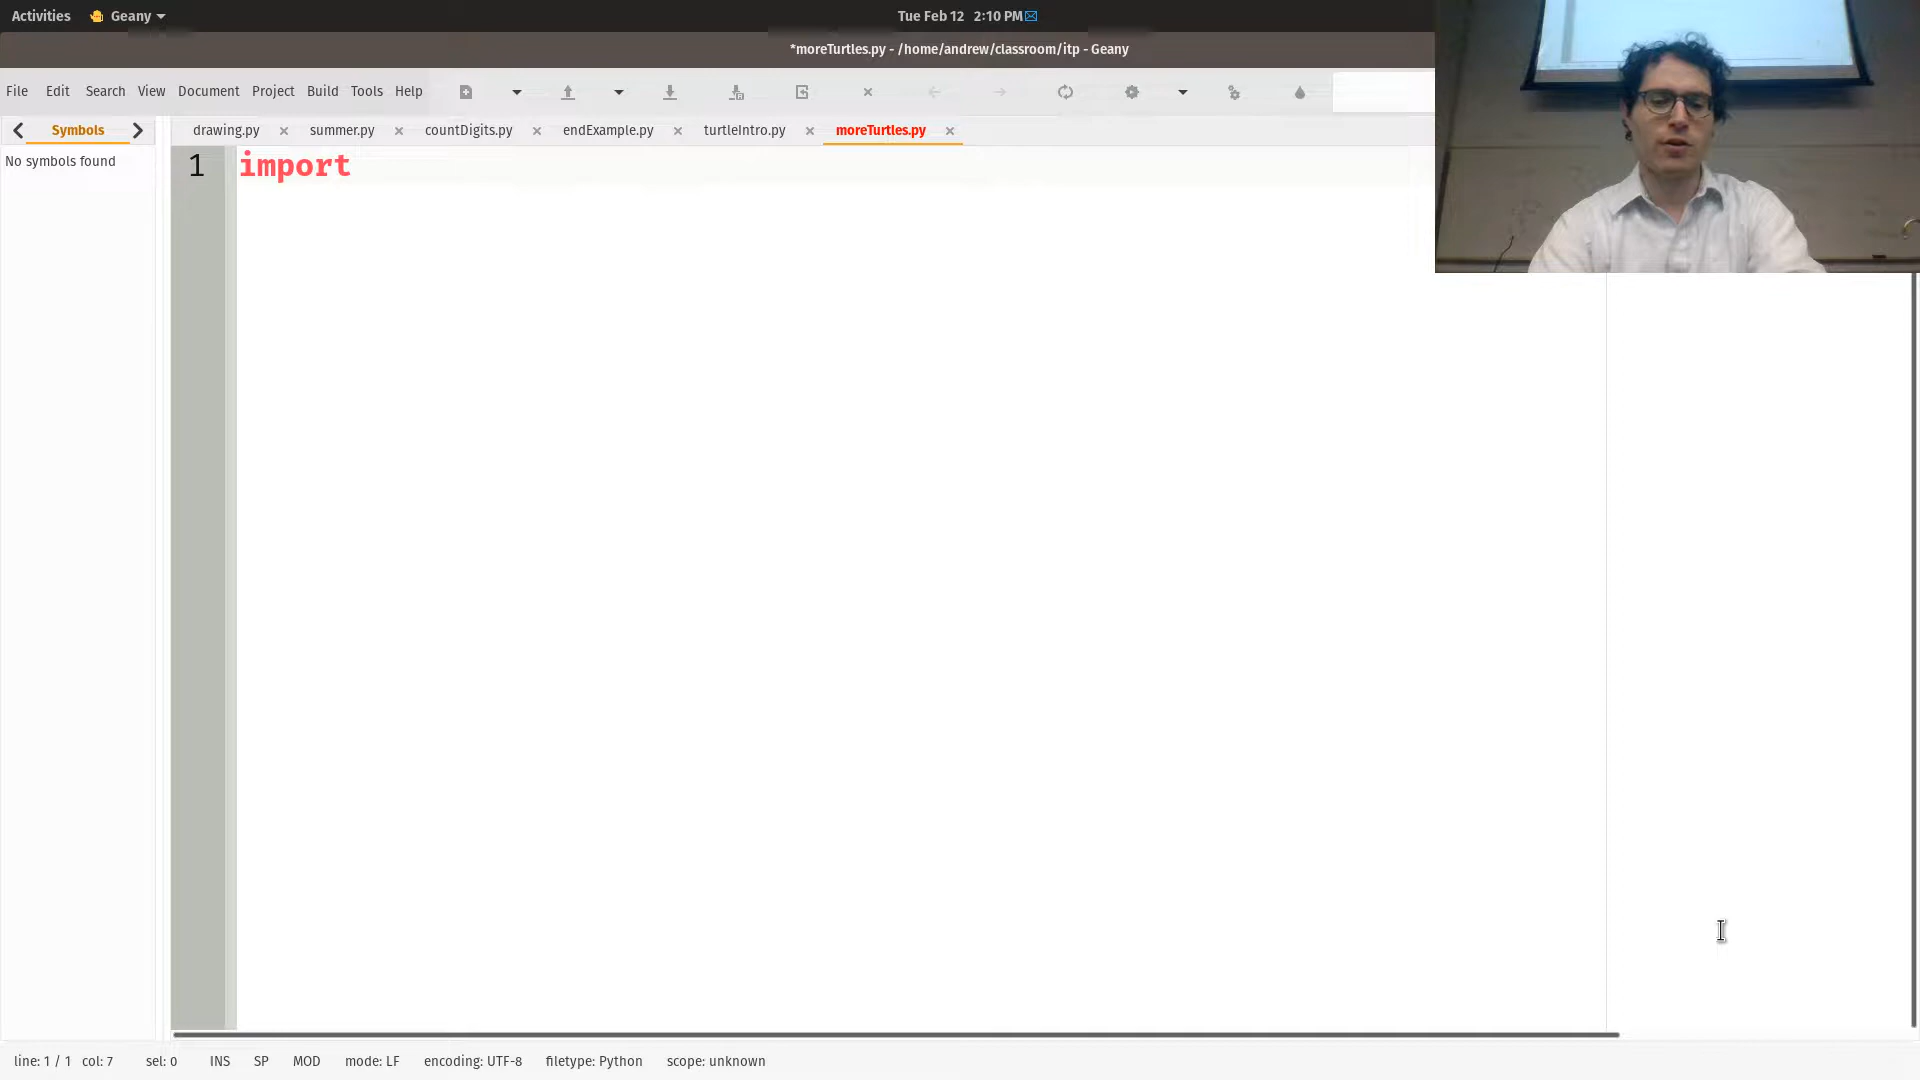 Activities Geany Tue Feb 12 2:10 PM
*moreTurtles.py - /home/andrew/classroom/itp - Geany
File Edit Search View Document Project Build Tools Help
Symbols drawing.py summer.py countDigits.py endExample.py turtleIntro.py moreTurtles.py
No symbols found
1 import
line: 1 / 1 col: 7 sel: 0 INS SP MOD mode: LF encoding: UTF-8 filetype: Python scope: unknown